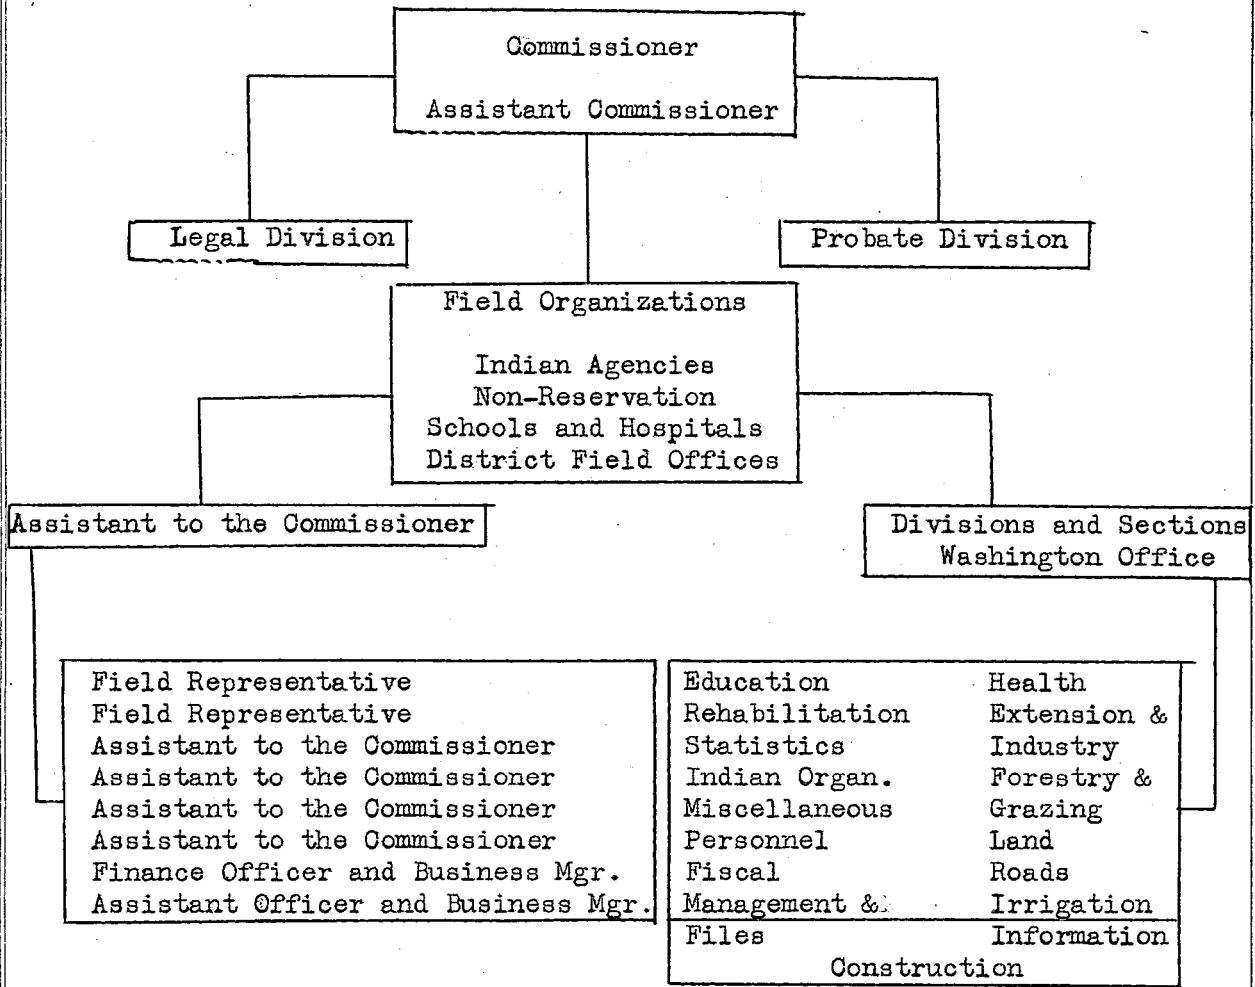 Commissioner
Assistant Commissioner
Legal Division
Probate Division
Field Organizations
Indian Agencies
Non-Reservation
Schools and Hospitals
District Field Offices
Assistant to the Commissioner
Divisions and Sections
Washington Office
Field Representative
Field Representative
Assistant to the Commissioner
Assistant to the Commissioner
Assistant to the Commissioner
Assistant to the Commissioner
Finance Officer and Business Mgr.
Assistant Officer and Business Mgr.
Education Health
Rehabilitation Extension &
Statistics Industry
Indian Organ. Forestry &
Miscellaneous Grazing
Personnel Land
Fiscal Roads
Management & Irrigation
Files Information
Construction